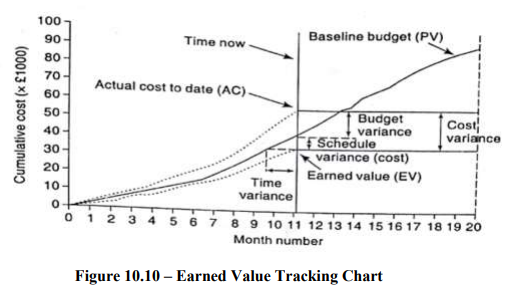 100
90
80
70
60
50
40
30
20
10
0
Cumulative cost (× £1000)
Time now
Baseline budget (PV)
Actual cost to date (AC)
Budget
variance
Cost
variance
Schedule
variance (cost)
Time
variance
Earned value (EV)
0 1 2 3 4 5 6 7 8 9 10 11 12 13 14 15 16 17 18 19 20
Month number
Figure 10.10 – Earned Value Tracking Chart